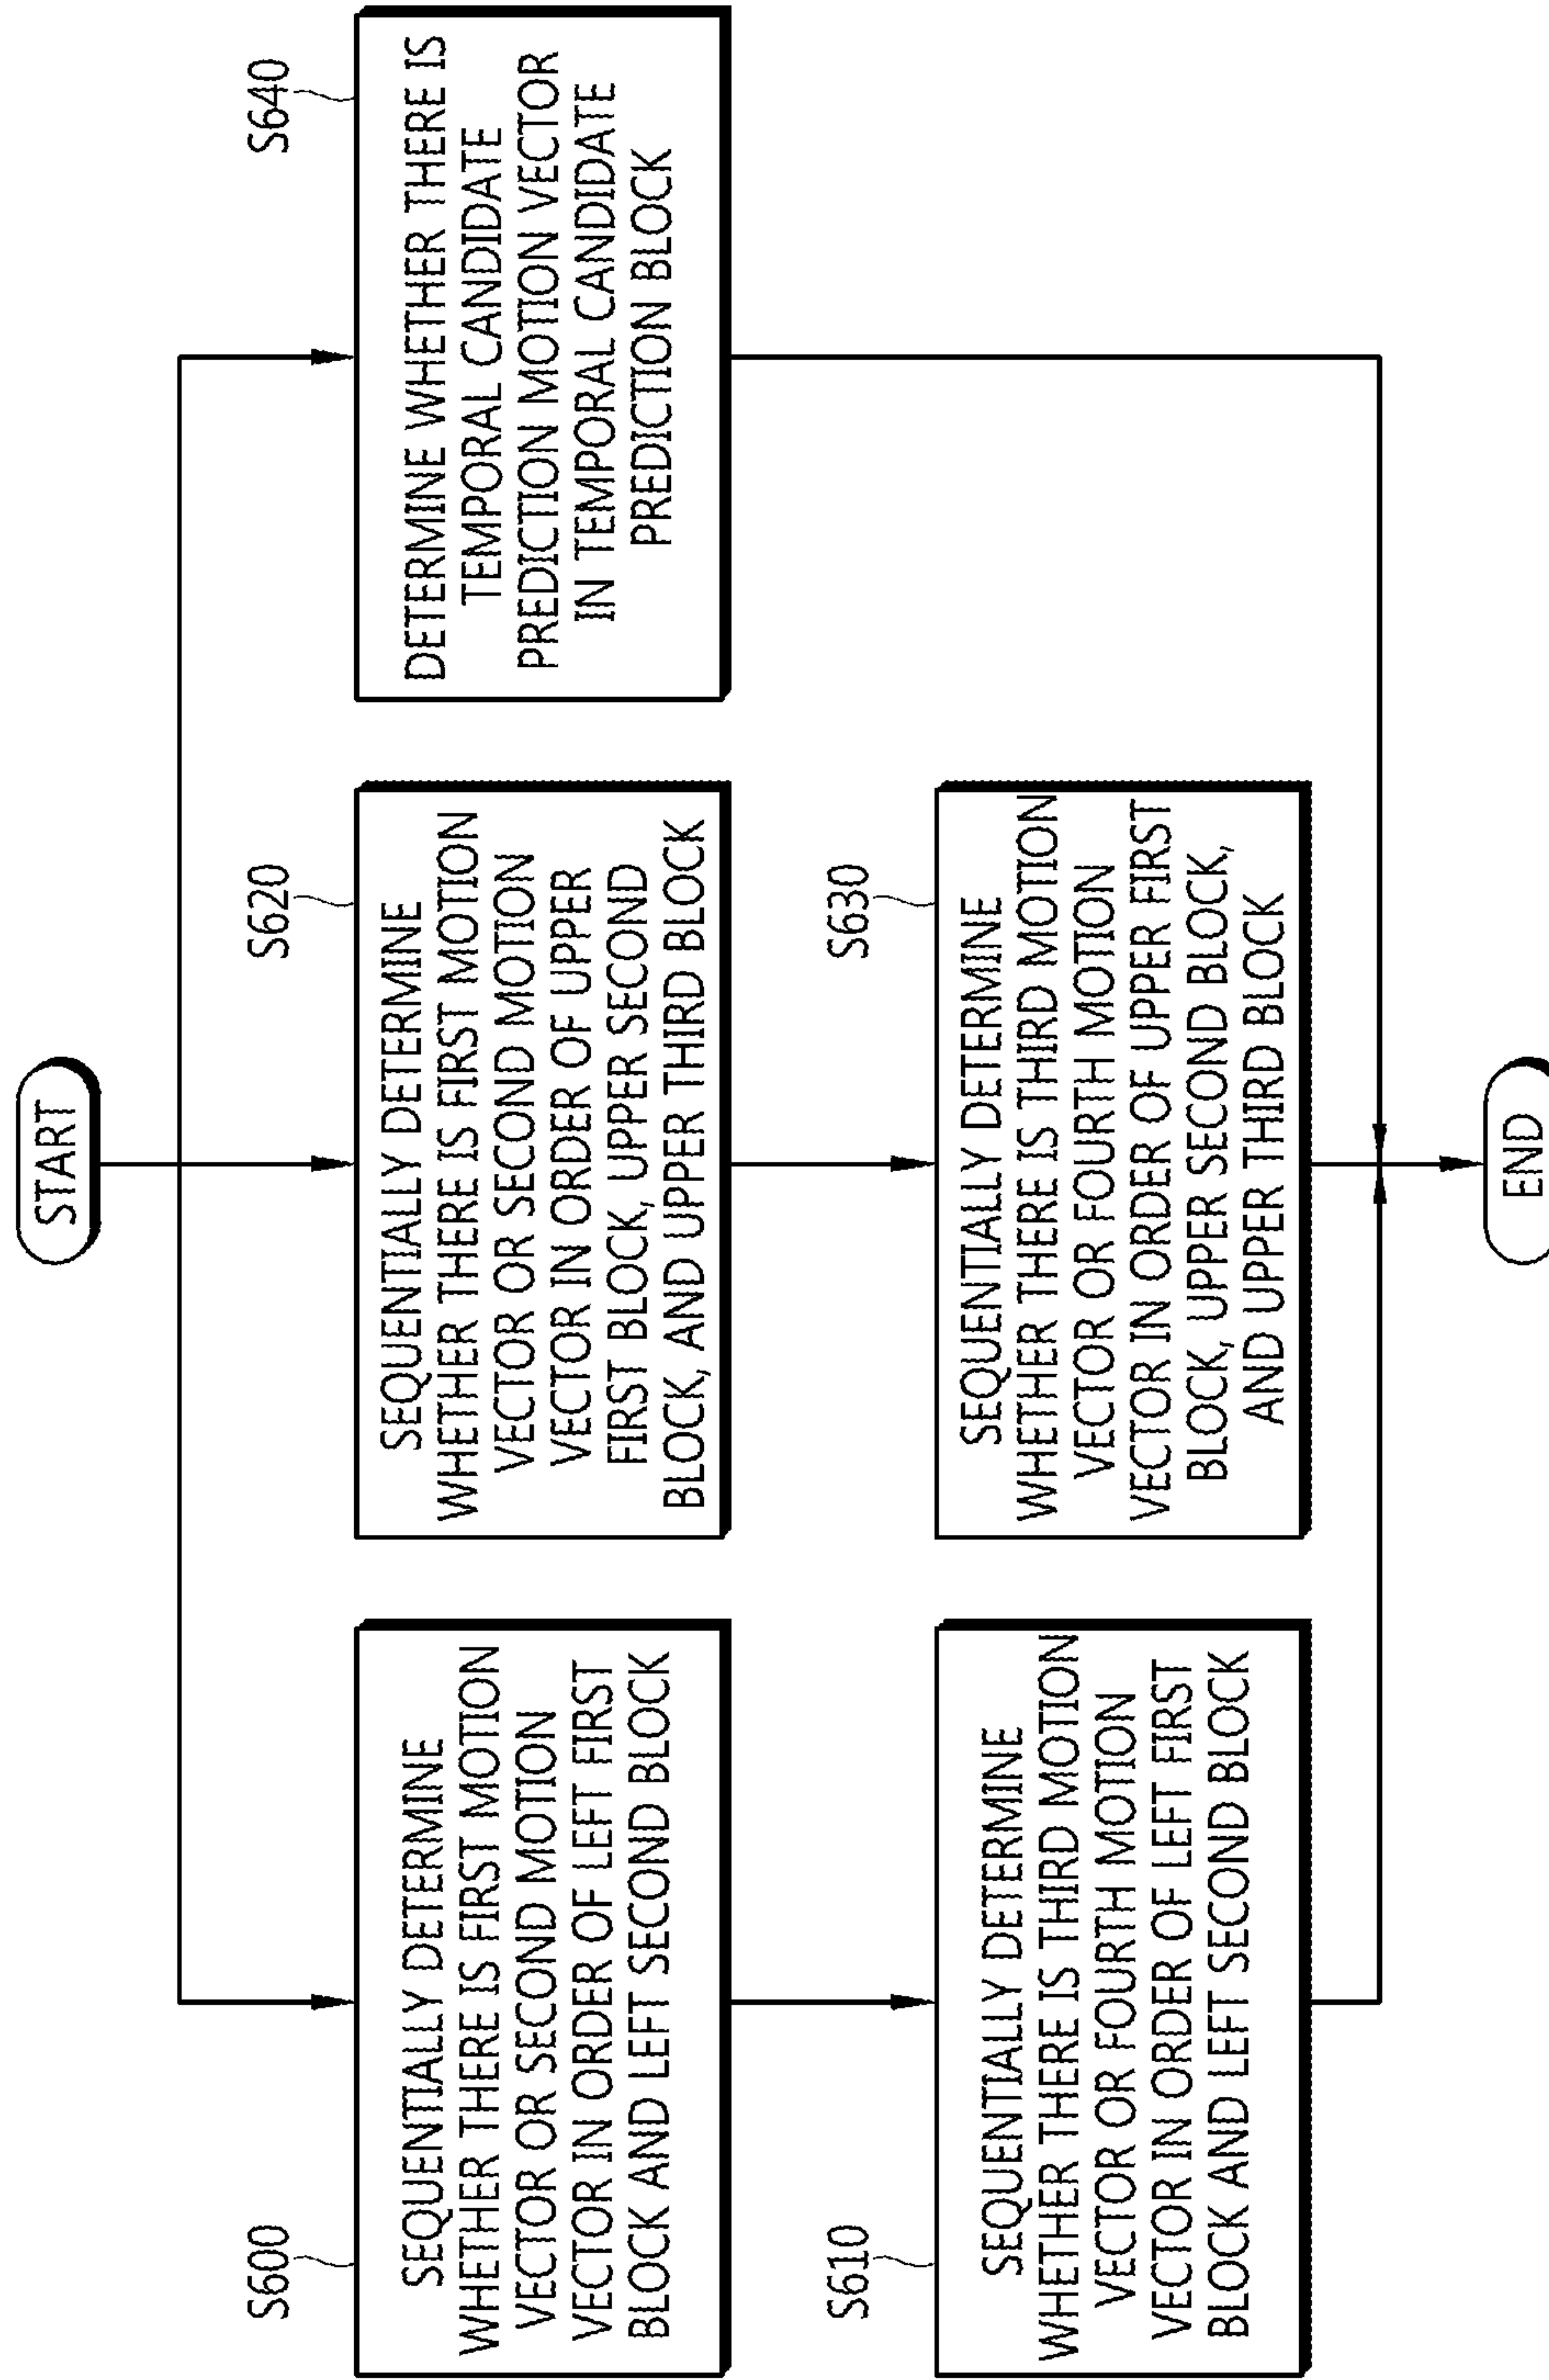 START
S600
SEQUENTIALLY DETERMINE
WHETHER THERE IS FIRST MOTION
VECTOR OR SECOND MOTION
VECTOR IN ORDER OF LEFT FIRST
BLOCK AND LEFT SECOND BLOCK
S620
SEQUENTIALLY DETERMINE
WHETHER THERE IS FIRST MOTION
VECTOR OR SECOND MOTION
VECTOR IN ORDER OF UPPER
FIRST BLOCK, UPPER SECOND
BLOCK, AND UPPER THIRD BLOCK
S640
DETERMINE WHETHER THERE IS
TEMPORAL CANDIDATE
PREDICTION MOTION VECTOR
IN TEMPORAL CANDIDATE
PREDICTION BLOCK
S610
SEQUENTIALLY DETERMINE
WHETHER THERE IS THIRD MOTION
VECTOR OR FOURTH MOTION
VECTOR IN ORDER OF LEFT FIRST
BLOCK AND LEFT SECOND BLOCK
S630
SEQUENTIALLY DETERMINE
WHETHER THERE IS THIRD MOTION
VECTOR OR FOURTH MOTION
VECTOR IN ORDER OF UPPER FIRST
BLOCK, UPPER SECOND BLOCK,
AND UPPER THIRD BLOCK
END